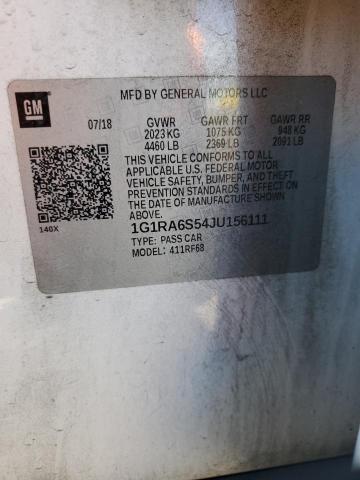 GM
MFD BY GENERAL MOTORS LLC
07/18 GVWR GAWR FRT GAWR RR
2023 KG 1075 KG 948 KG
4460 LB 2369 LB 2091 LB
THIS VEHICLE CONFORMS TO ALL
APPLICABLE U.S. FEDERAL MOTOR
VEHICLE SAFETY, BUMPER, AND THEFT
PREVENTION STANDARDS IN EFFECT ON
THE DATE OF MANUFACTURE SHOWN
ABOVE.
140X
1G1RA6S54JU156111
TYPE: PASS CAR
MODEL: 411RF68